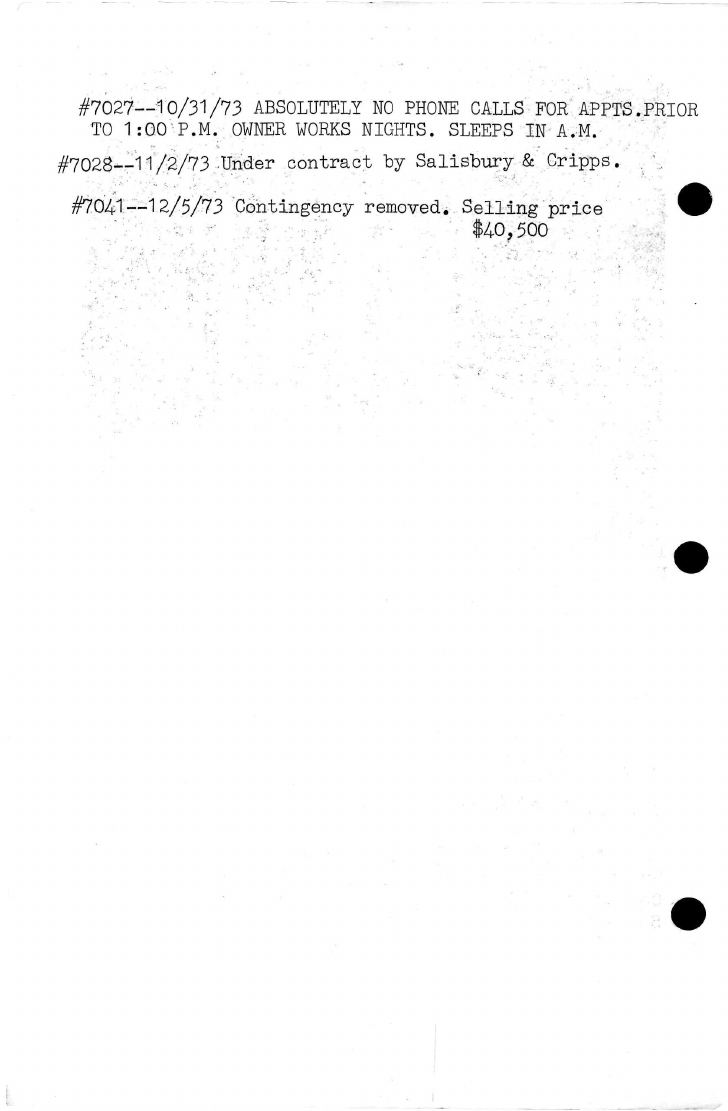 #7027--10/31/73 ABSOLUTELY NO PHONE CALLS FOR APPTS.PRIOR
TO 1:00 P.M. OWNER WORKS NIGHTS. SLEEPS IN A.M.
#7028--11/2/73 Under contract by Salisbury & Cripps.
#7041--12/5/73 Contingency removed. Selling price
$40,500